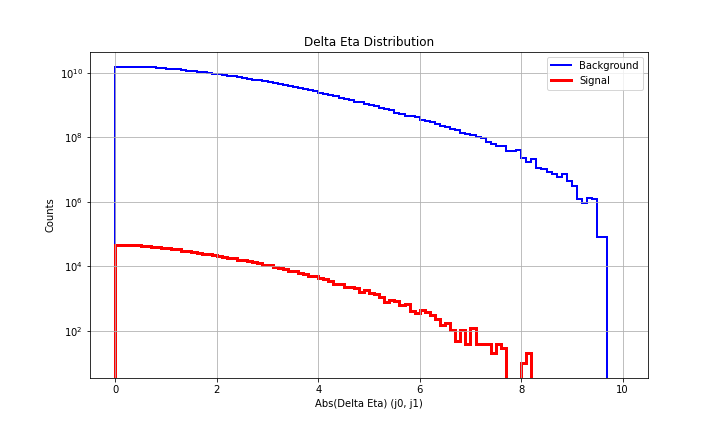 Delta Eta Distribution
Background
Signal
Counts
10^10
10^8
10^6
10^4
10^2
0 2 4 6 8 10
Abs(Delta Eta) (j0, j1)